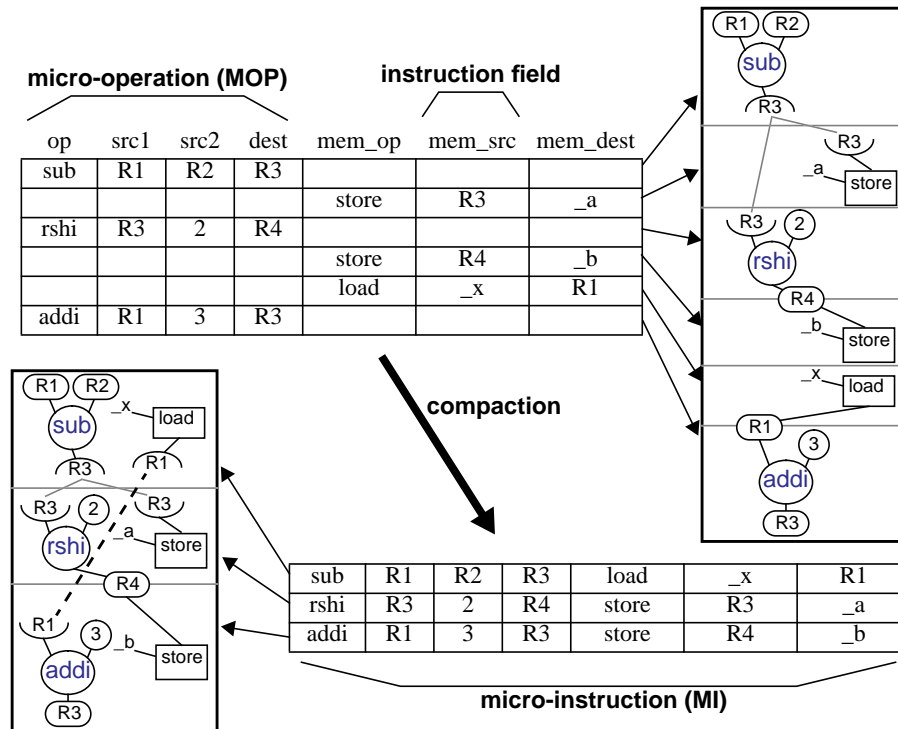 micro-operation (MOP)
instruction field
op src1 src2 dest mem_op mem_src mem_dest
sub R1 R2 R3
store R3 _a
rshi R3 2 R4
store R4 _b
load _x R1
addi R1 3 R3
R1 R2
sub
R3
R3
_a store
R3 2
rshi
R4
_b store
_x load
R1
3
addi
R3
compaction
R1 R2
_x load
sub
R3 R1
R3 2 R3
rshi
_a store
R4
R1 3
_b store
addi
R3
sub R1 R2 R3 load _x R1
rshi R3 2 R4 store R3 _a
addi R1 3 R3 store R4 _b
micro-instruction (MI)